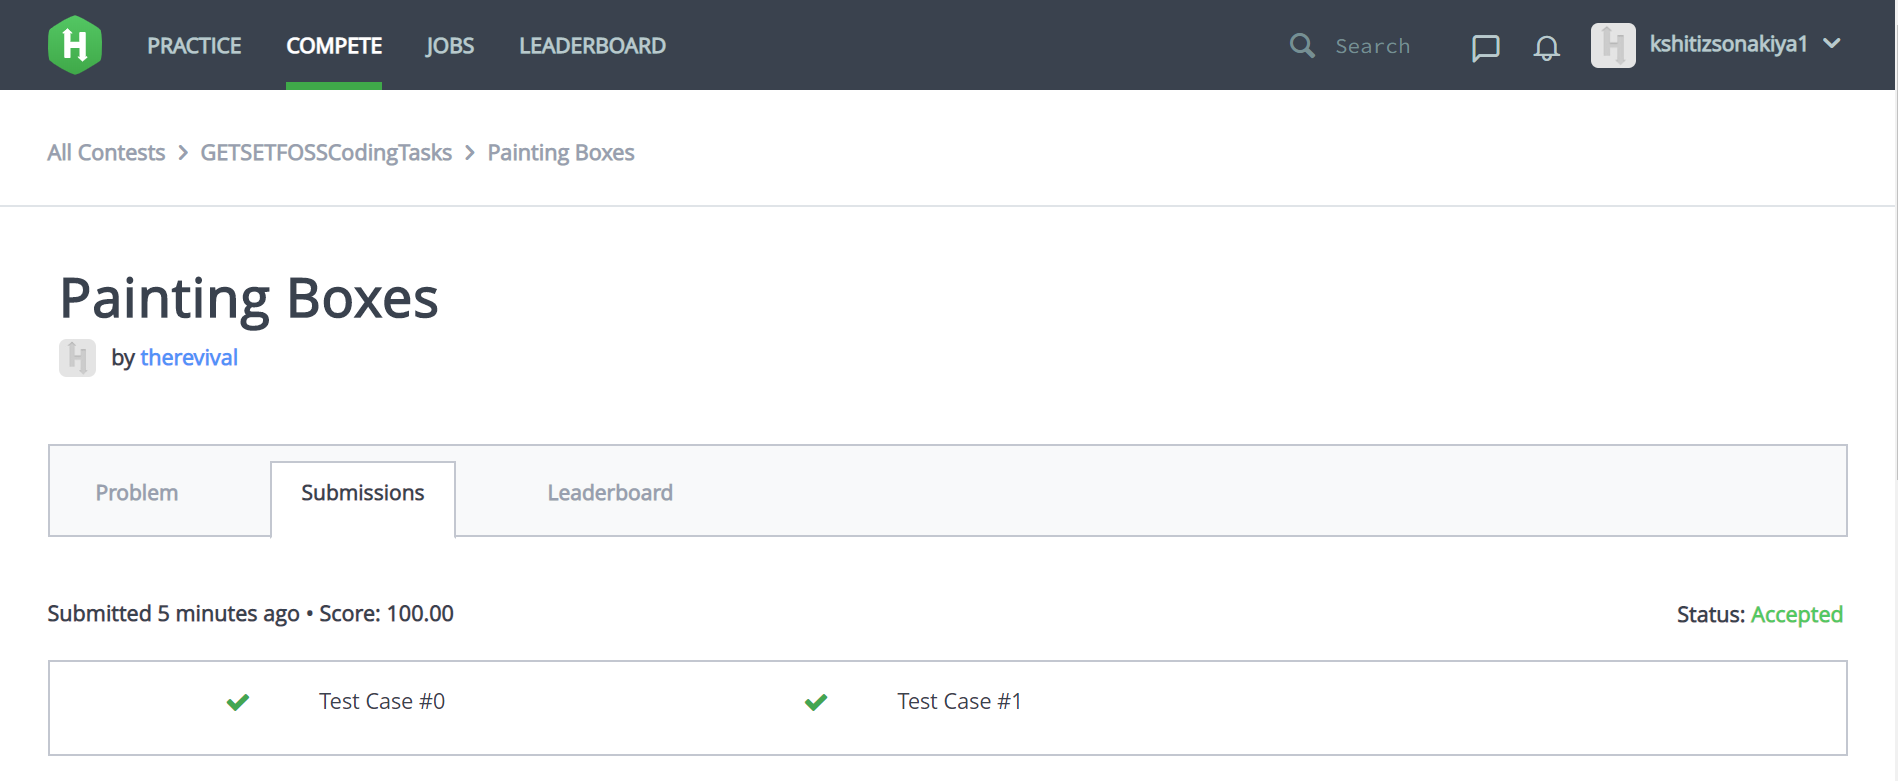 PRACTICE COMPETE JOBS LEADERBOARD Search kshitizsonakiya1
All Contests > GETSETFOSSCodingTasks > Painting Boxes
Painting Boxes
by therevival
Problem Submissions Leaderboard
Submitted 5 minutes ago • Score: 100.00 Status: Accepted
Test Case #0 Test Case #1